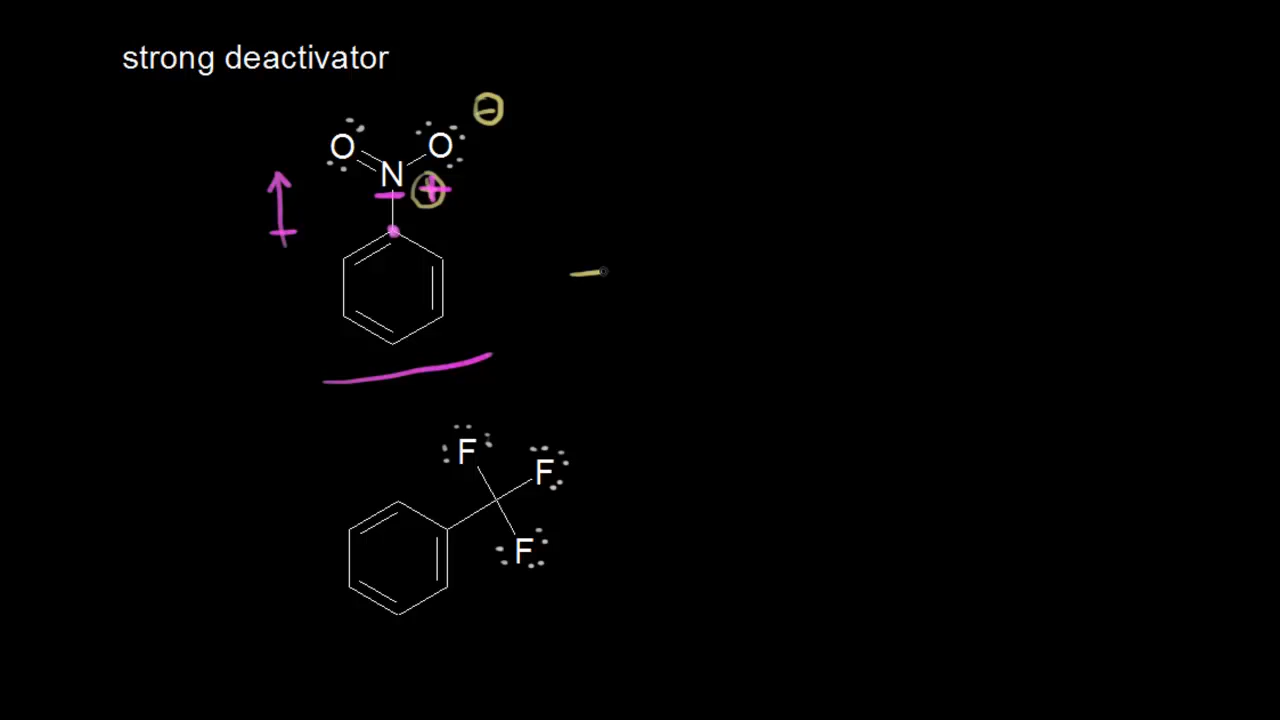 strong deactivator
O O ⊖
N ⊕
F
F
F